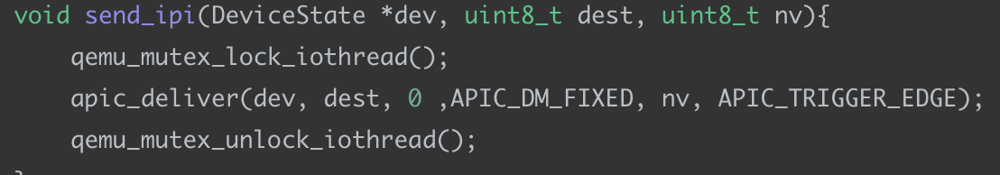 void send_ipi(DeviceState *dev, uint8_t dest, uint8_t nv){
    qemu_mutex_lock_iothread();
    apic_deliver(dev, dest, 0 ,APIC_DM_FIXED, nv, APIC_TRIGGER_EDGE);
    qemu_mutex_unlock_iothread();
}